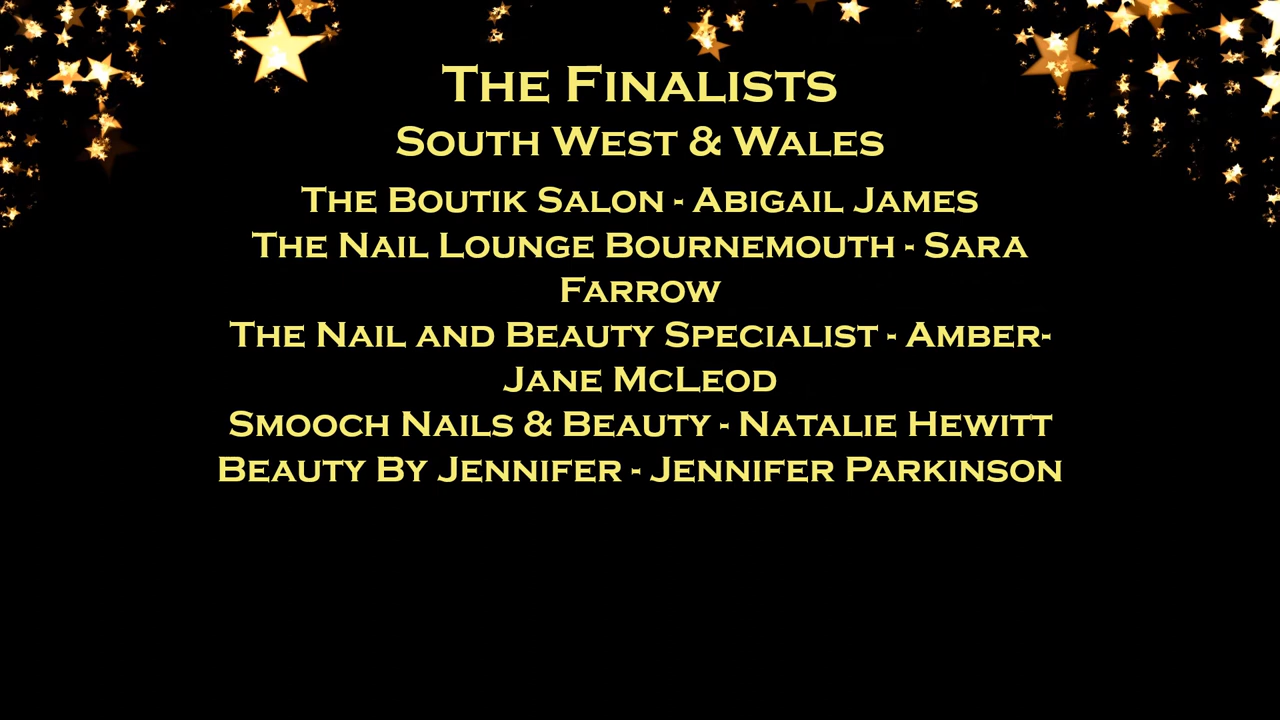 The Finalists
South West & Wales
The Boutik Salon - Abigail James
The Nail Lounge Bournemouth - Sara
Farrow
The Nail and Beauty Specialist - Amber-
Jane McLeod
Smooch Nails & Beauty - Natalie Hewitt
Beauty By Jennifer - Jennifer Parkinson